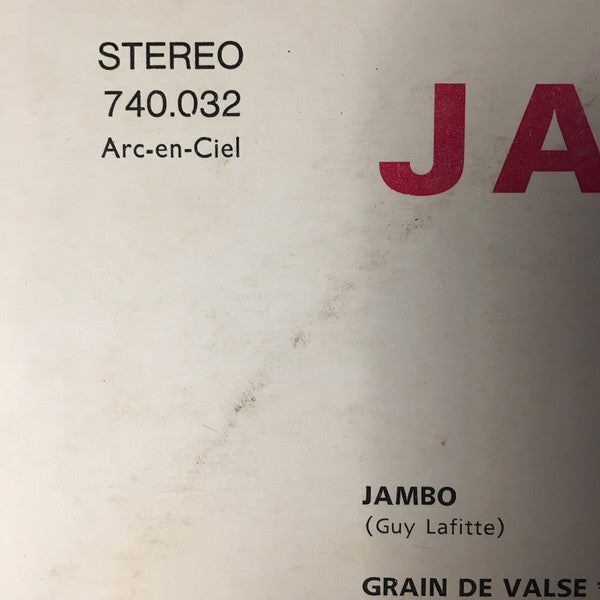 STEREO
740.032
Arc-en-Ciel
JA
JAMBO
(Guy Lafitte)
GRAIN DE VALSE